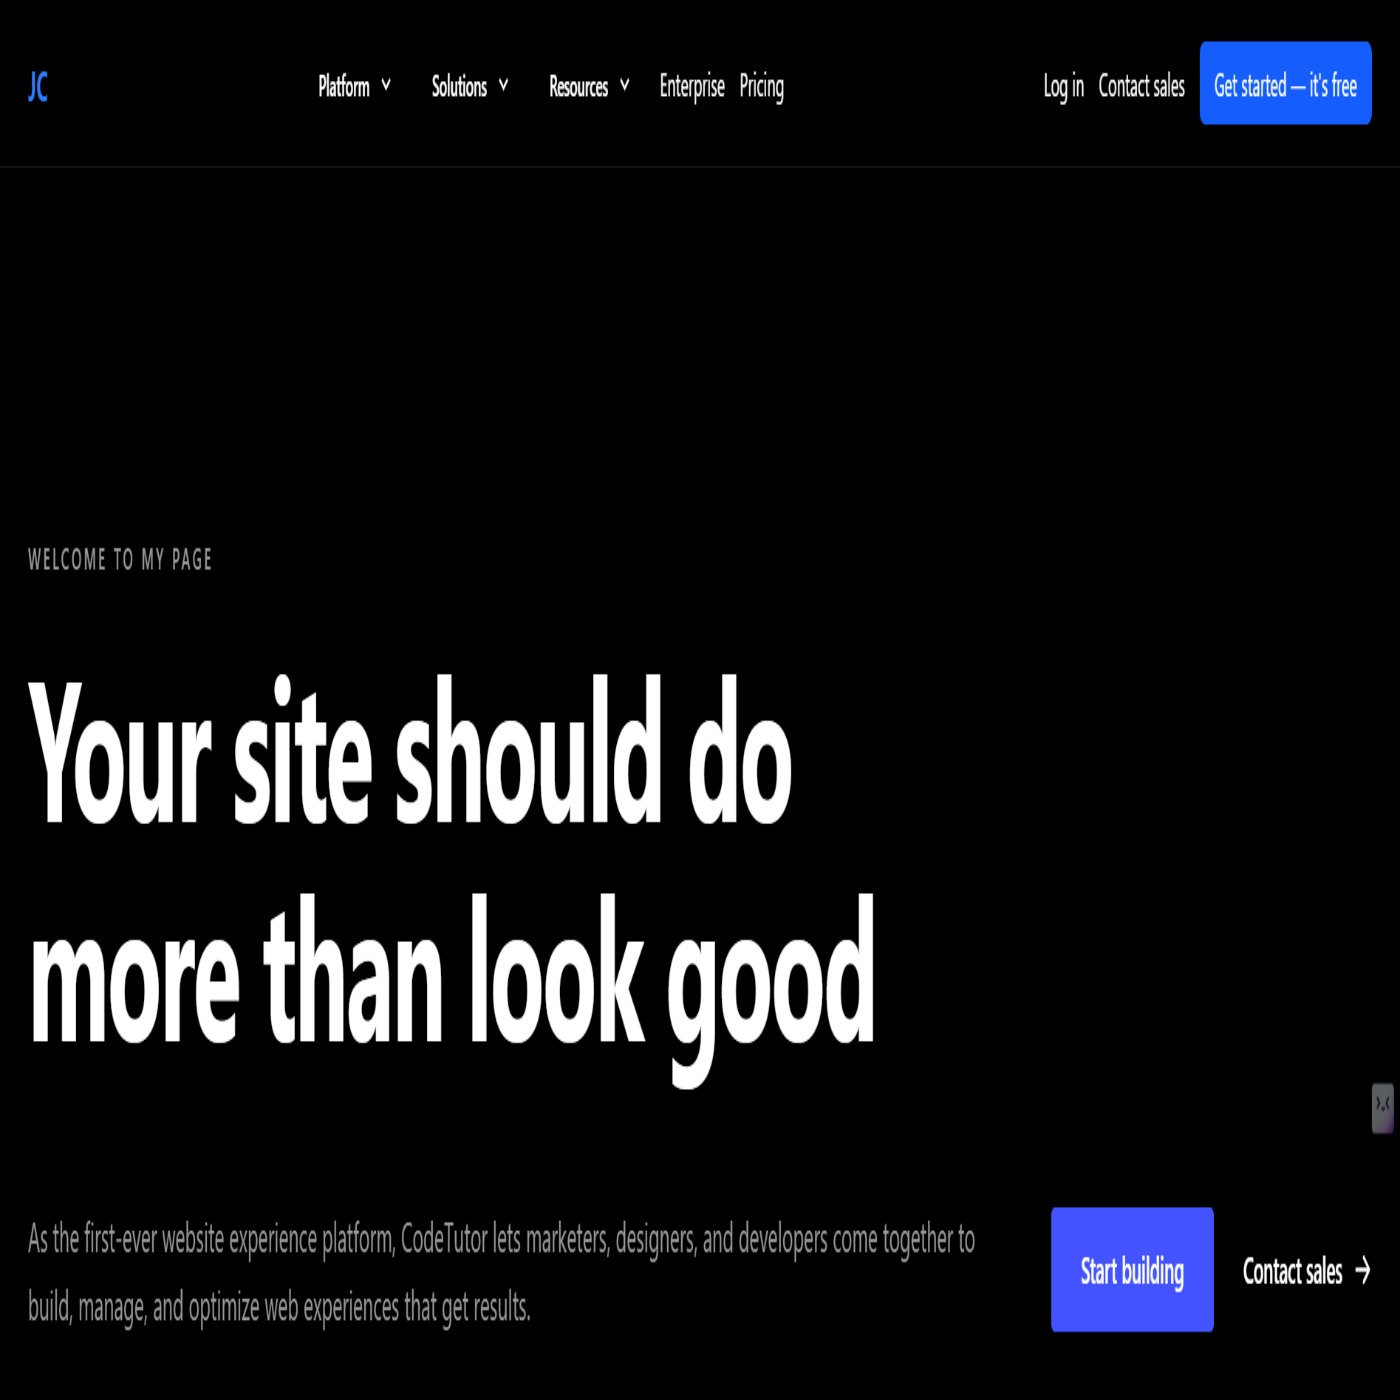 JC
Platform Solutions Resources Enterprise Pricing
Log in Contact sales Get started — it's free
WELCOME TO MY PAGE
Your site should do
more than look good
As the first-ever website experience platform, CodeTutor lets marketers, designers, and developers come together to
build, manage, and optimize web experiences that get results.
Start building
Contact sales →